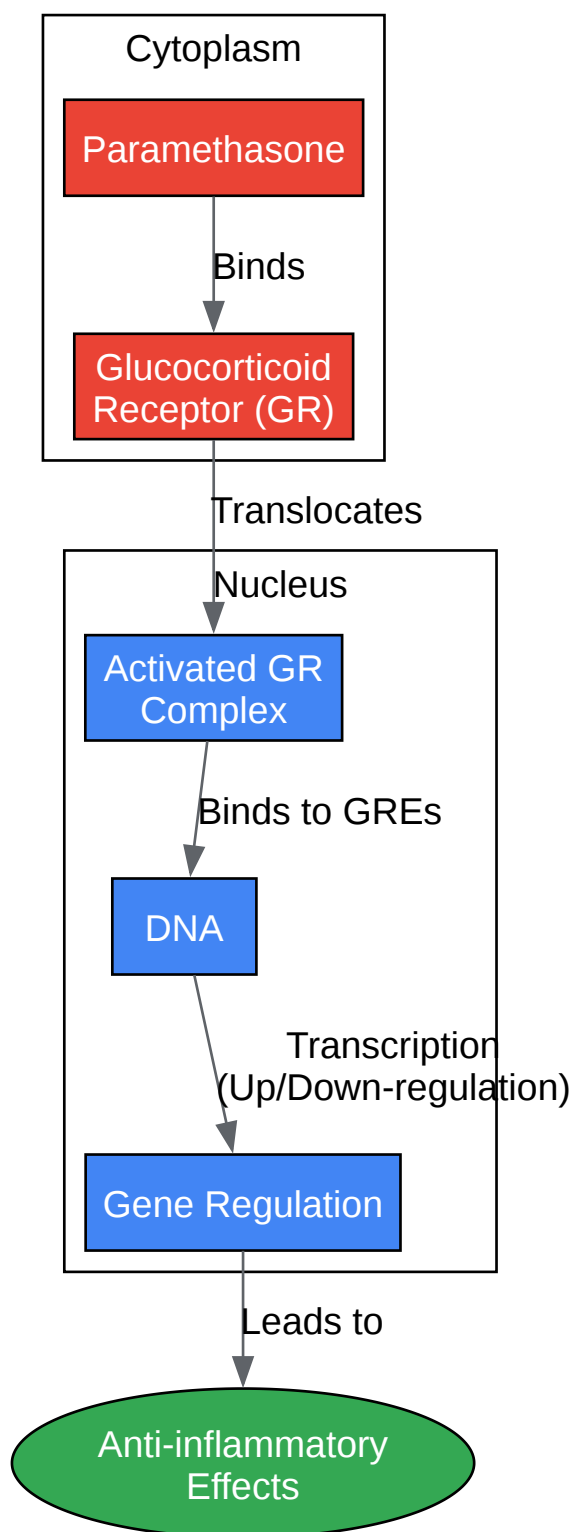 Cytoplasm
Paramethasone
Binds
Glucocorticoid
Receptor (GR)
Translocates
Nucleus
Activated GR
Complex
Binds to GREs
DNA
Transcription
(Up/Down-regulation)
Gene Regulation
Leads to
Anti-inflammatory
Effects